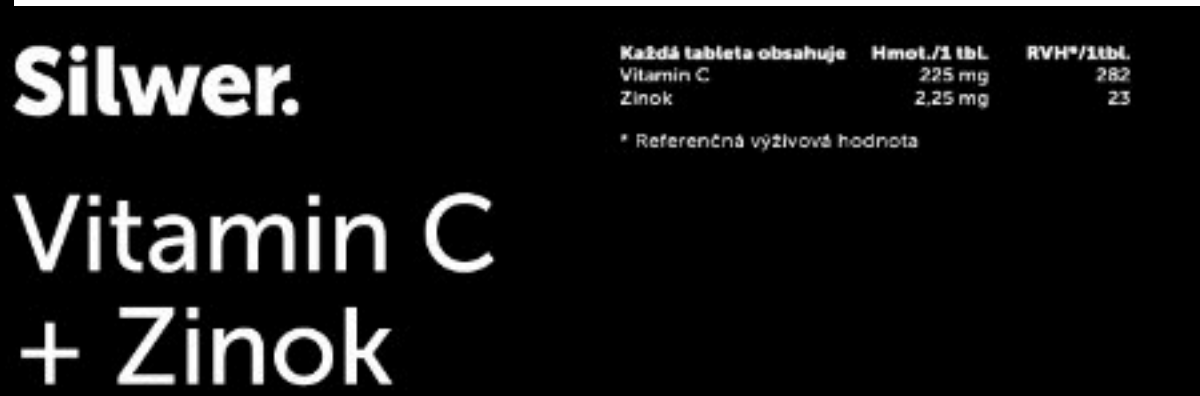 Silwer.
Vitamin C
+ Zinok
Každá tableta obsahuje Hmot./1 tbl. RVH*/1tbl.
Vitamin C 225 mg 282
Zinok 2,25 mg 23
* Referenčná výživová hodnota